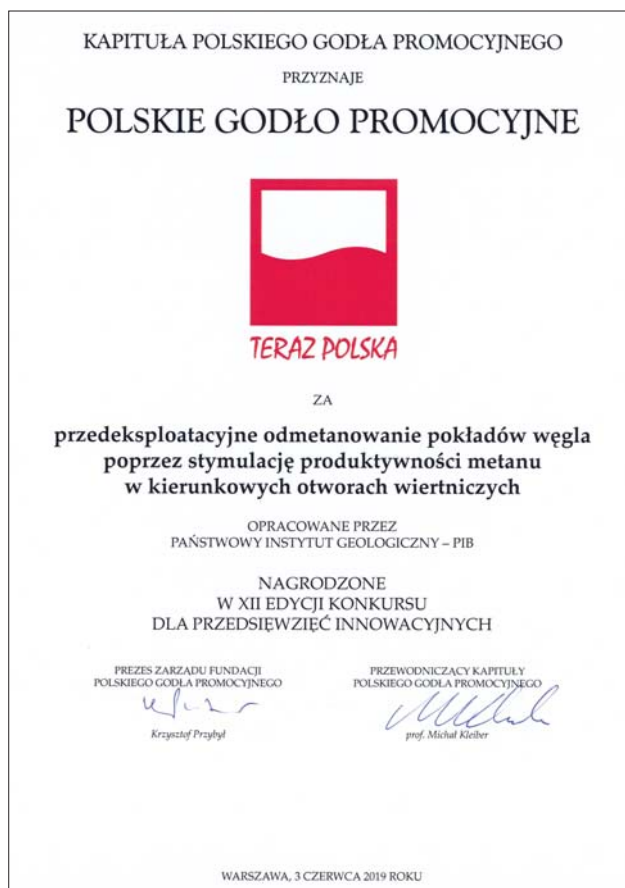 KAPITUŁA POLSKIEGO GODŁA PROMOCYJNEGO
PRZYZNAJE
POLSKIE GODŁO PROMOCYJNE
TERAZ POLSKA
ZA
przedeksploatacyjne odmetanowanie pokładów węgla
poprzez stymulację produktywności metanu
w kierunkowych otworach wiertniczych
OPRACOWANE PRZEZ
PAŃSTWOWY INSTYTUT GEOLOGICZNY – PIB
NAGRODZONE
W XII EDYCJI KONKURSU
DLA PRZEDSIĘWZIĘĆ INNOWACYJNYCH
PREZES ZARZĄDU FUNDACJI
POLSKIEGO GODŁA PROMOCYJNEGO
Krzysztof Przybył
PRZEWODNICZĄCY KAPITUŁY
POLSKIEGO GODŁA PROMOCYJNEGO
prof. Michał Kleiber
WARSZAWA, 3 CZERWCA 2019 ROKU